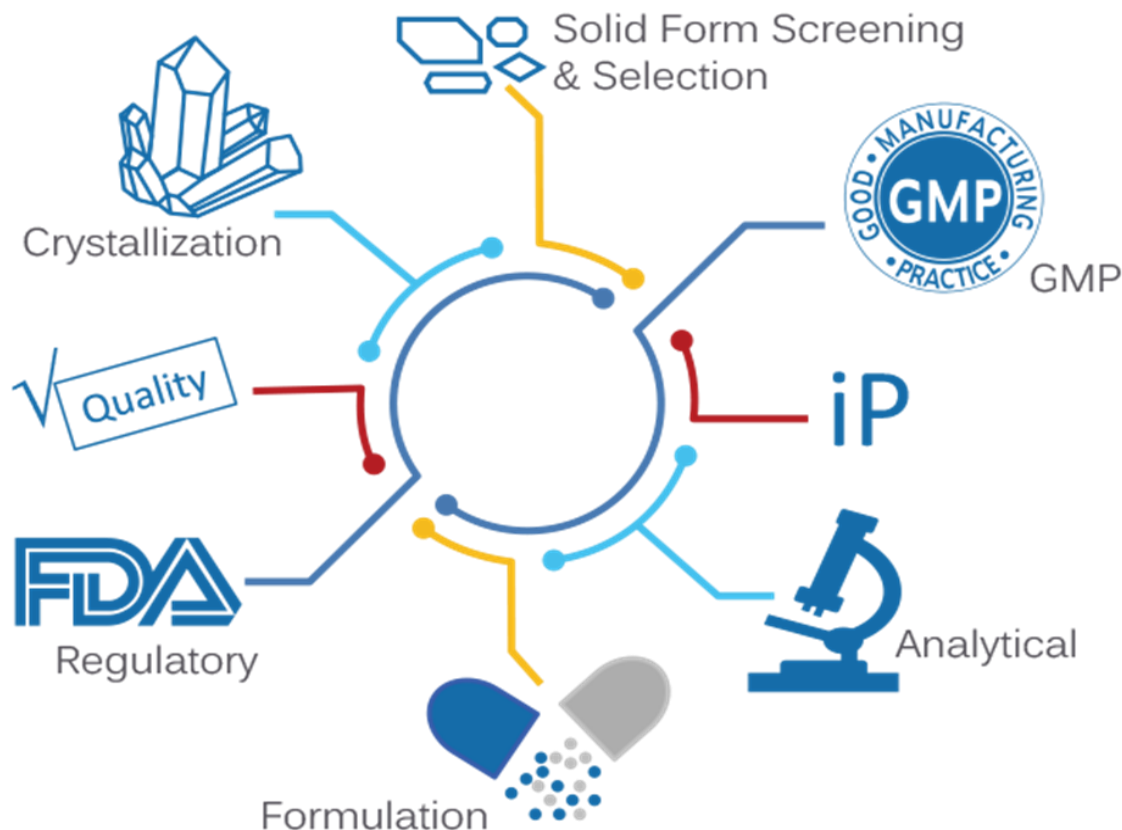 Solid Form Screening
& Selection
Crystallization
GOOD • MANUFACTURING
• PRACTICE •
GMP
GMP
√ Quality
iP
FDA
Regulatory
Analytical
Formulation